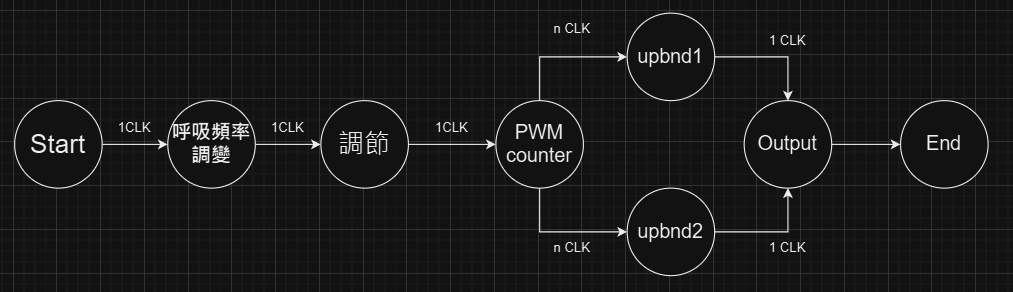 Start
1CLK
呼吸頻率
調變
1CLK
調節
1CLK
PWM
counter
n CLK
upbnd1
1 CLK
n CLK
upbnd2
1 CLK
Output
End